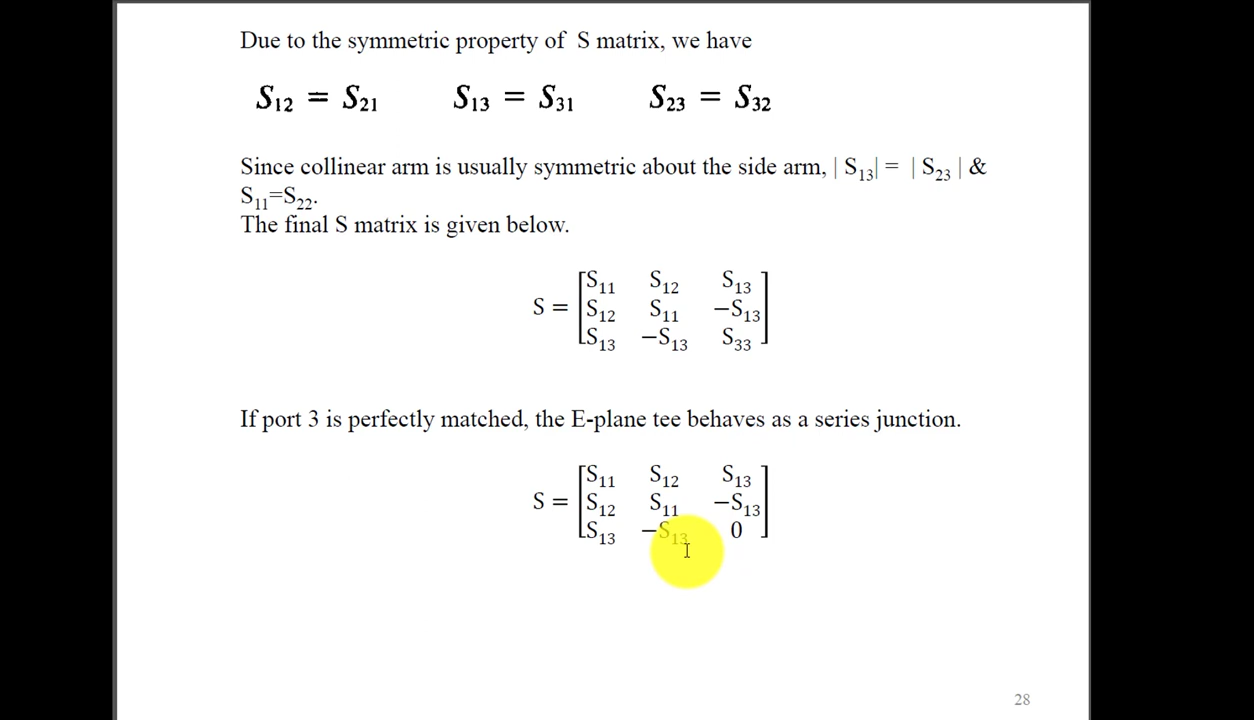 Due to the symmetric property of S matrix, we have
S12 = S21 S13 = S31 S23 = S32
Since collinear arm is usually symmetric about the side arm, | S13| = | S23 | &
S11=S22.
The final S matrix is given below.
S11 S12 S13
S = S12 S11 −S13
S13 −S13 S33
If port 3 is perfectly matched, the E-plane tee behaves as a series junction.
S11 S12 S13
S = S12 S11 −S13
S13 −S13 0
28